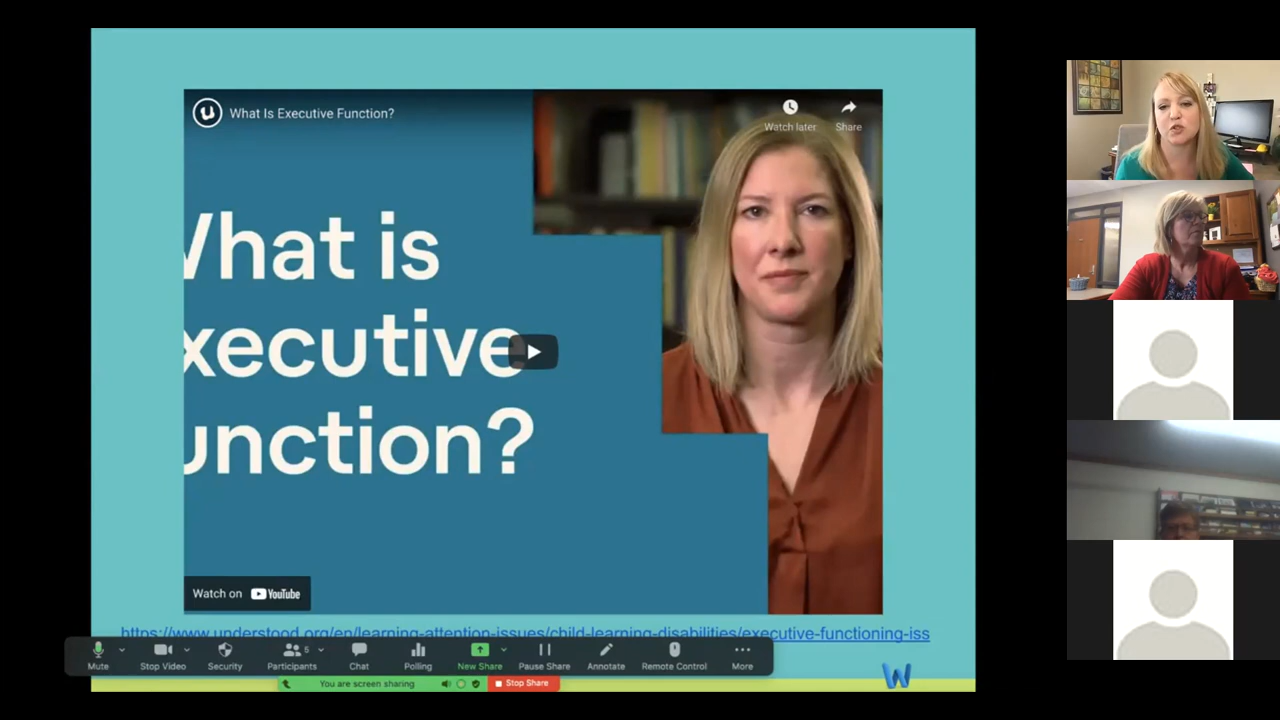 What Is Executive Function?
Watch later
Share
Vhat is
xecutive
unction?
Watch on YouTube
https://www.understood.org/en/learning-attention-issues/child-learning-disabilities/executive-functioning-iss
Mute
Stop Video
Security
Participants
5
Chat
Polling
New Share
Pause Share
Annotate
Remote Control
More
You are screen sharing
Stop Share
W